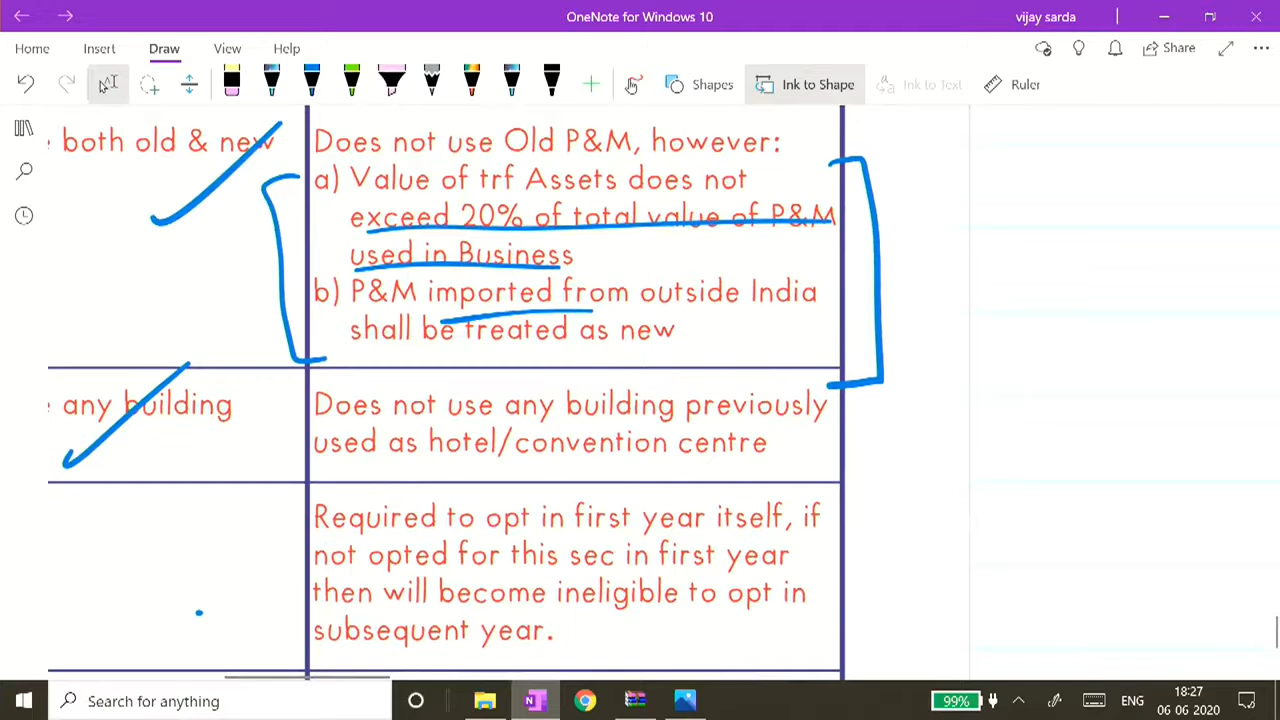 OneNote for Windows 10
vijay sarda
Home Insert Draw View Help
Share
Shapes
Ink to Shape
Ink to Text
Ruler
both old & new
any building
Does not use Old P&M, however:
a) Value of trf Assets does not
exceed 20% of total value of P&M
used in Business
b) P&M imported from outside India
shall be treated as new
Does not use any building previously
used as hotel/convention centre
Required to opt in first year itself, if
not opted for this sec in first year
then will become ineligible to opt in
subsequent year.
Search for anything
99%
ENG
18:27
06-06-2020